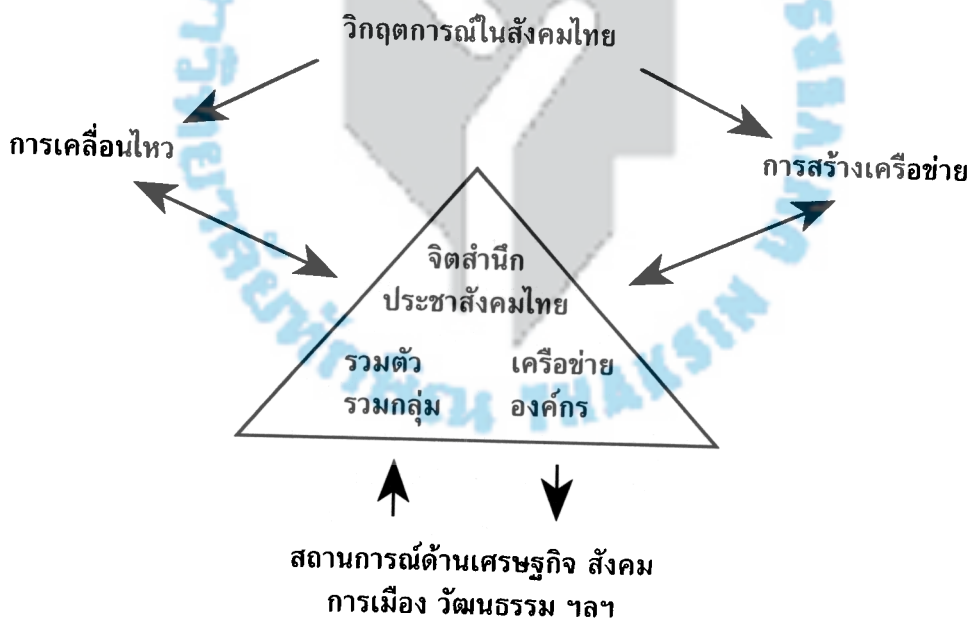 วิกฤตการณ์ในสังคมไทย
การเคลื่อนไหว
การสร้างเครือข่าย
จิตสำนึก
ประชาสังคมไทย
รวมตัว เครือข่าย
รวมกลุ่ม องค์กร
สถานการณ์ด้านเศรษฐกิจ สังคม
การเมือง วัฒนธรรม ฯลฯ